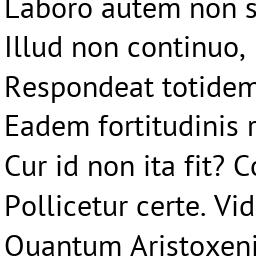 Laboro autem non s
Illud non continuo,
Respondeat totidem
Eadem fortitudinis r
Cur id non ita fit? Co
Pollicetur certe. Vid
Quantum Aristoxeni